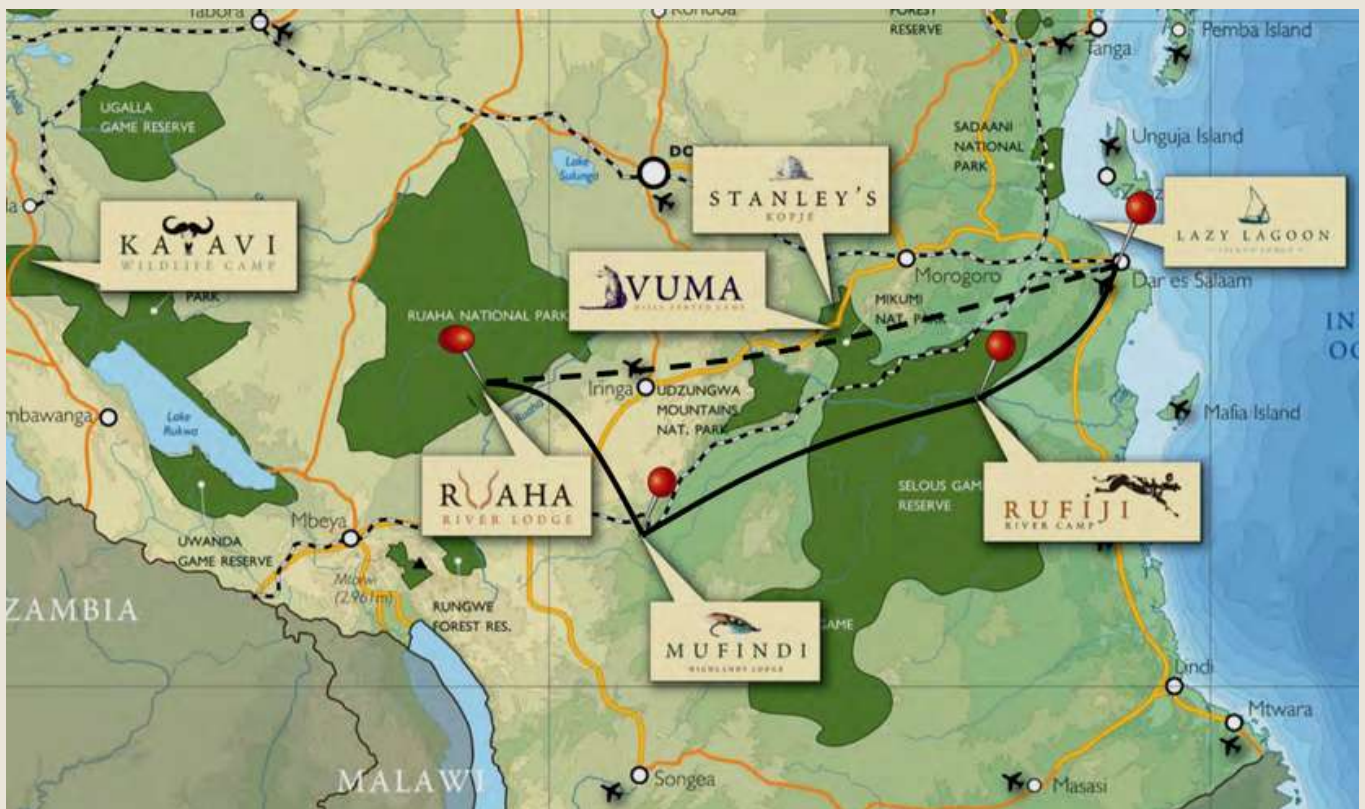 Tabora
FOREST
RESERVE
Tanga
Pemba Island
UGALLA
GAME RESERVE
SADAANI
NATIONAL
PARK
Unguja Island
Lake
Sulunga
DO
STANLEY'S
KOPJE
LAZY LAGOON
KATAVI
WILDLIFE CAMP
PARK
VUMA
Morogoro
Dar es Salaam
MIKUMI
NAT. PARK
RUAHA NATIONAL PARK
IN
OC
Iringa
UDZUNGWA
MOUNTAINS
NAT. PARK
Ruaha
mbawanga
Lake
Rukwa
Mafia Island
RUAHA
RIVER LODGE
SELOUS GAM
RESERVE
RUFIJI
RIVER CAMP
Mbeya
UWANDA
GAME RESERVE
Mtorwi
(2,961m)
RUNGWE
FOREST RES.
ZAMBIA
GAME
MUFINDI
HIGHLANDS LODGE
Lindi
Mtwara
MALAWI
Songea
Masasi